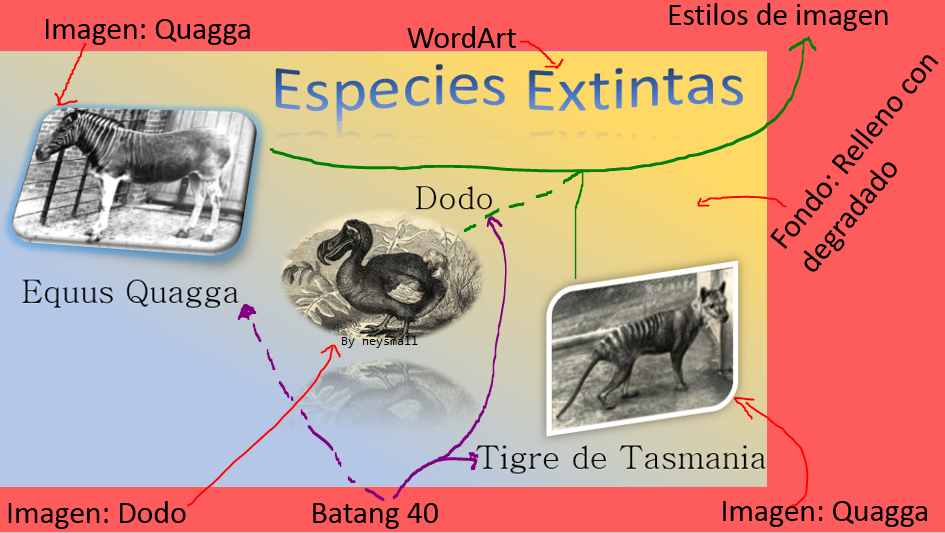 Imagen: Quagga
WordArt
Estilos de imagen
Especies Extintas
Fondo: Relleno con
degradado
Dodo
Equus Quagga
By neysmall
Tigre de Tasmania
Imagen: Dodo
Batang 40
Imagen: Quagga